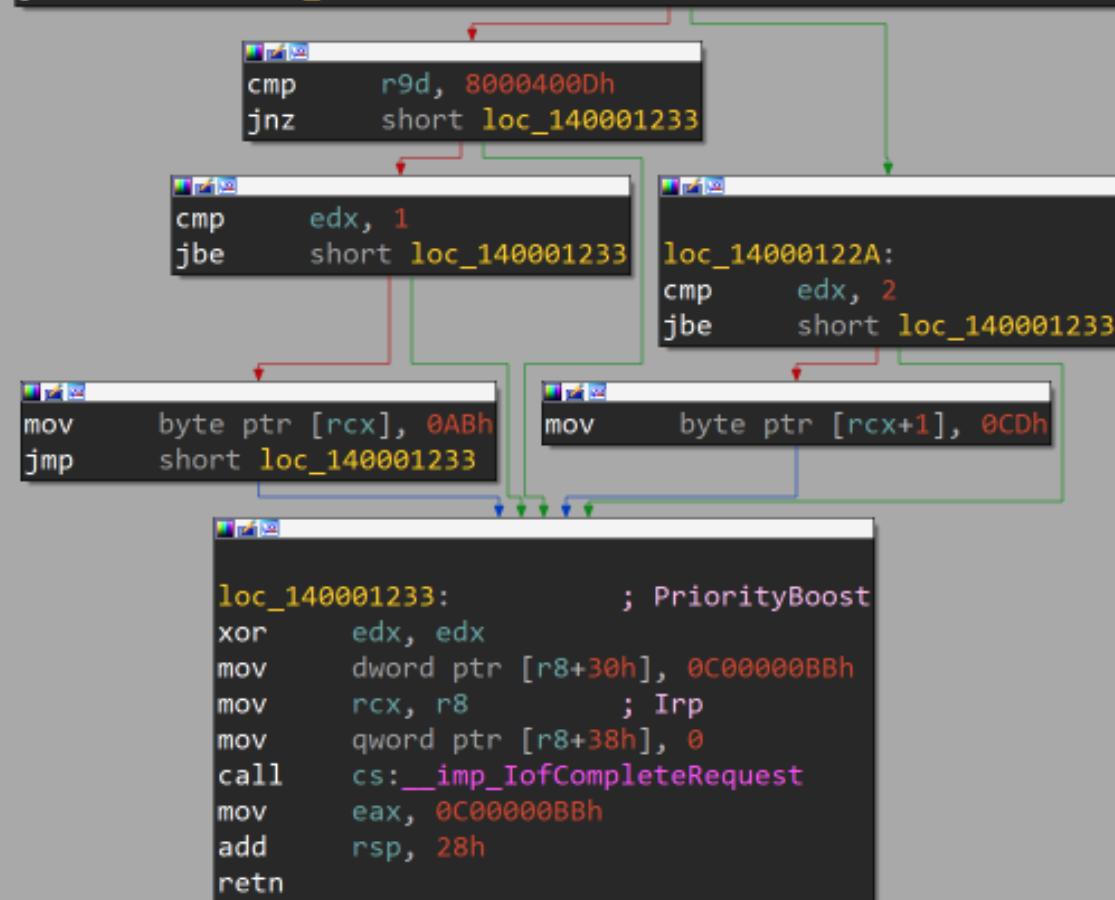 cmp r9d, 8000400Dh
jnz short loc_140001233
cmp edx, 1
jbe short loc_140001233
loc_14000122A:
cmp edx, 2
jbe short loc_140001233
mov byte ptr [rcx], 0ABh
jmp short loc_140001233
mov byte ptr [rcx+1], 0CDh
loc_140001233: ; PriorityBoost
xor edx, edx
mov dword ptr [r8+30h], 0C00000BBh
mov rcx, r8 ; Irp
mov qword ptr [r8+38h], 0
call cs:__imp_IofCompleteRequest
mov eax, 0C00000BBh
add rsp, 28h
retn